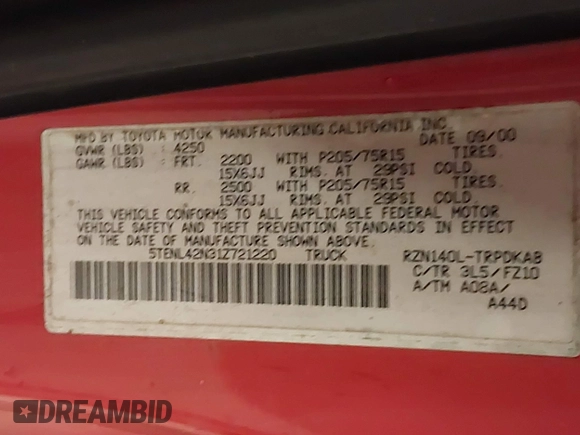 MFD BY TOYOTA MOTOR MANUFACTURING CALIFORNIA INC. DATE 09/00
GVWR (LBS) : 4250
GAWR (LBS) : FRT. 2200 WITH P205/75R15 TIRES.
15X6JJ RIMS. AT 29PSI COLD
RR. 2500 WITH P205/75R15 TIRES.
15X6JJ RIMS. AT 29PSI COLD
THIS VEHICLE CONFORMS TO ALL APPLICABLE FEDERAL MOTOR
VEHICLE SAFETY AND THEFT PREVENTION STANDARDS IN EFFECT
ON THE DATE OF MANUFACTURE SHOWN ABOVE.
5TENL42N31Z721220 TRUCK RZN140L-TRPDKAB
C/TR 3L5/FZ10
A/TM A08A/
A44D
DREAMBID